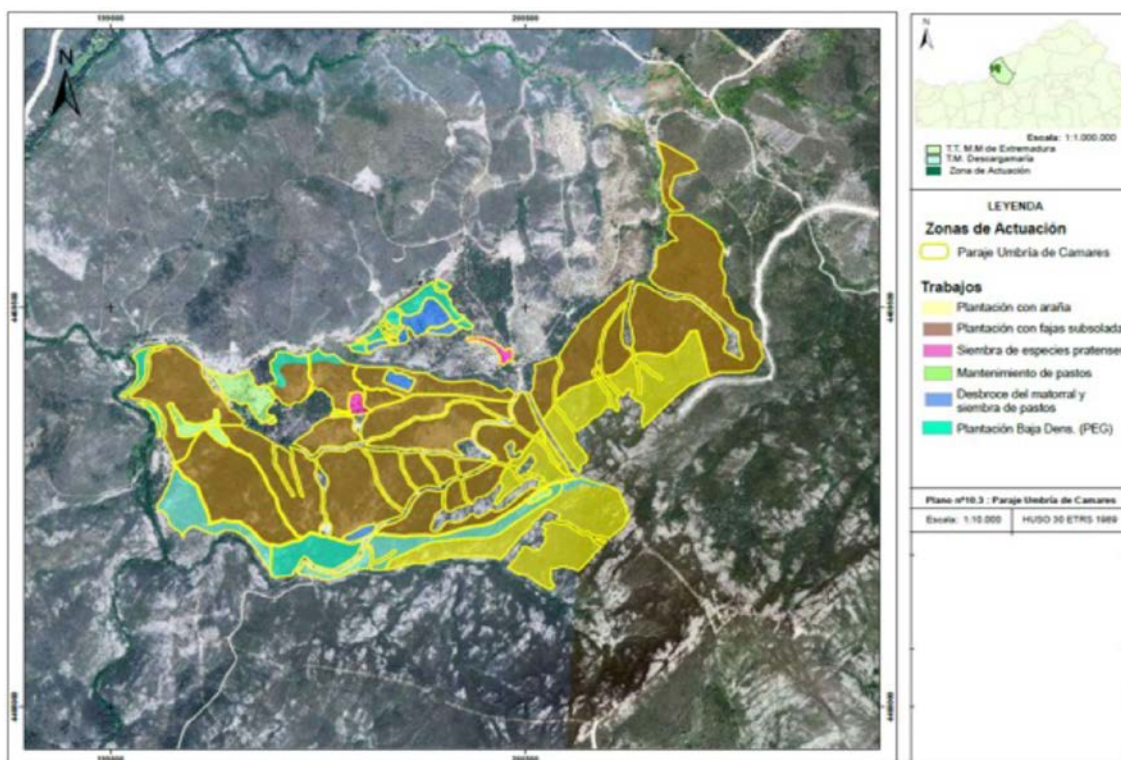 N
N
Escala: 1:1.000.000
T.T. M.M de Extremadura
T.M. Descargamaría
Zona de Actuación
LEYENDA
Zonas de Actuación
Paraje Umbría de Camares
Trabajos
Plantación con araña
Plantación con fajas subsolada
Siembra de especies pratense
Mantenimiento de pastos
Desbroce del matorral y
siembra de pastos
Plantación Baja Dens. (PEG)
Plano nº10.3 : Paraje Umbría de Camares
Escala: 1:10.000
HUSO 30 ETRS 1989